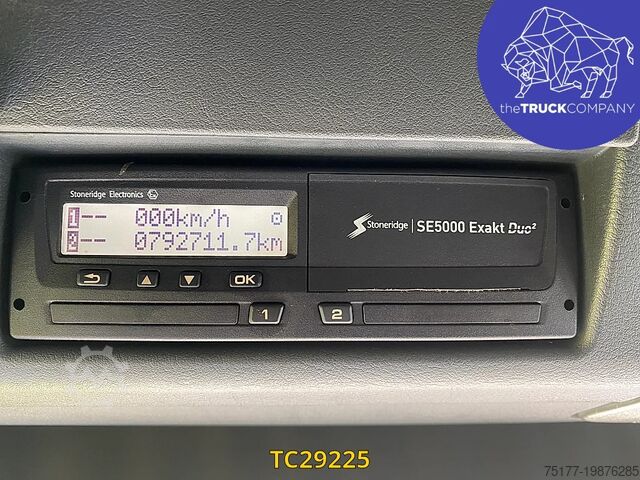 theTRUCKCOMPANY
Stoneridge Electronics
1-- 000km/h
2-- 0792711.7km
Stoneridge | SE5000 Exakt Duo²
OK
1 2
TC29225
75177-19876285